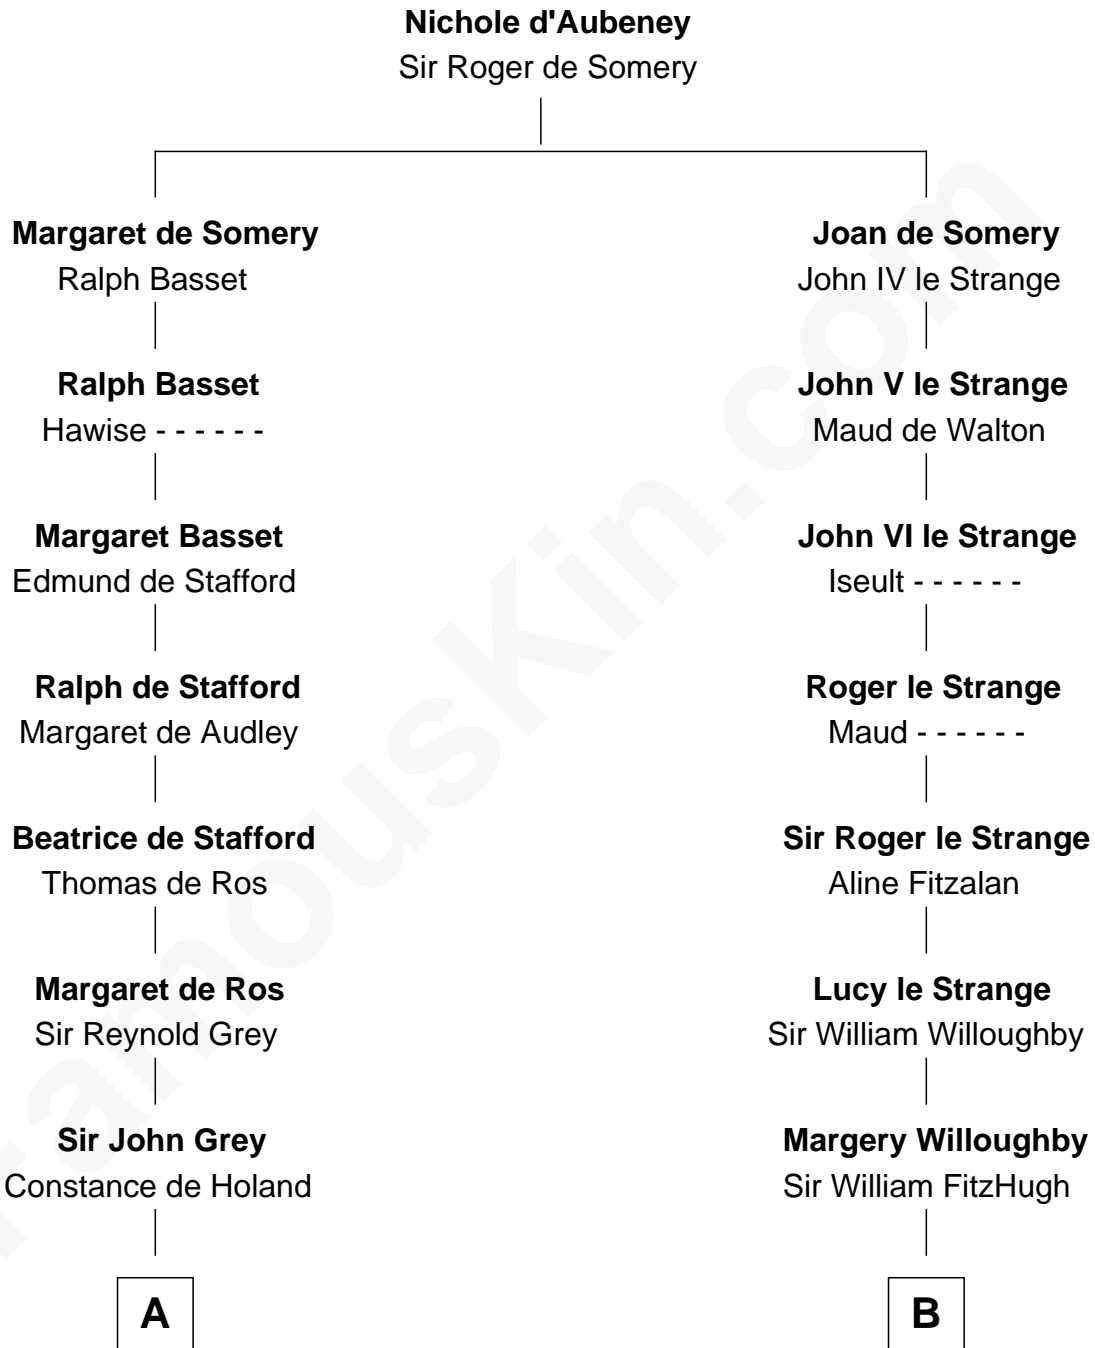 Nichole d'Aubeney
Sir Roger de Somery
Margaret de Somery
Ralph Basset
Joan de Somery
John IV le Strange
Ralph Basset
Hawise - - - - - -
John V le Strange
Maud de Walton
Margaret Basset
Edmund de Stafford
John VI le Strange
Iseult - - - - - -
Ralph de Stafford
Margaret de Audley
Roger le Strange
Maud - - - - - -
Beatrice de Stafford
Thomas de Ros
Sir Roger le Strange
Aline Fitzalan
Margaret de Ros
Sir Reynold Grey
Lucy le Strange
Sir William Willoughby
Sir John Grey
Constance de Holand
Margery Willoughby
Sir William FitzHugh
A
B
FamousKin.com